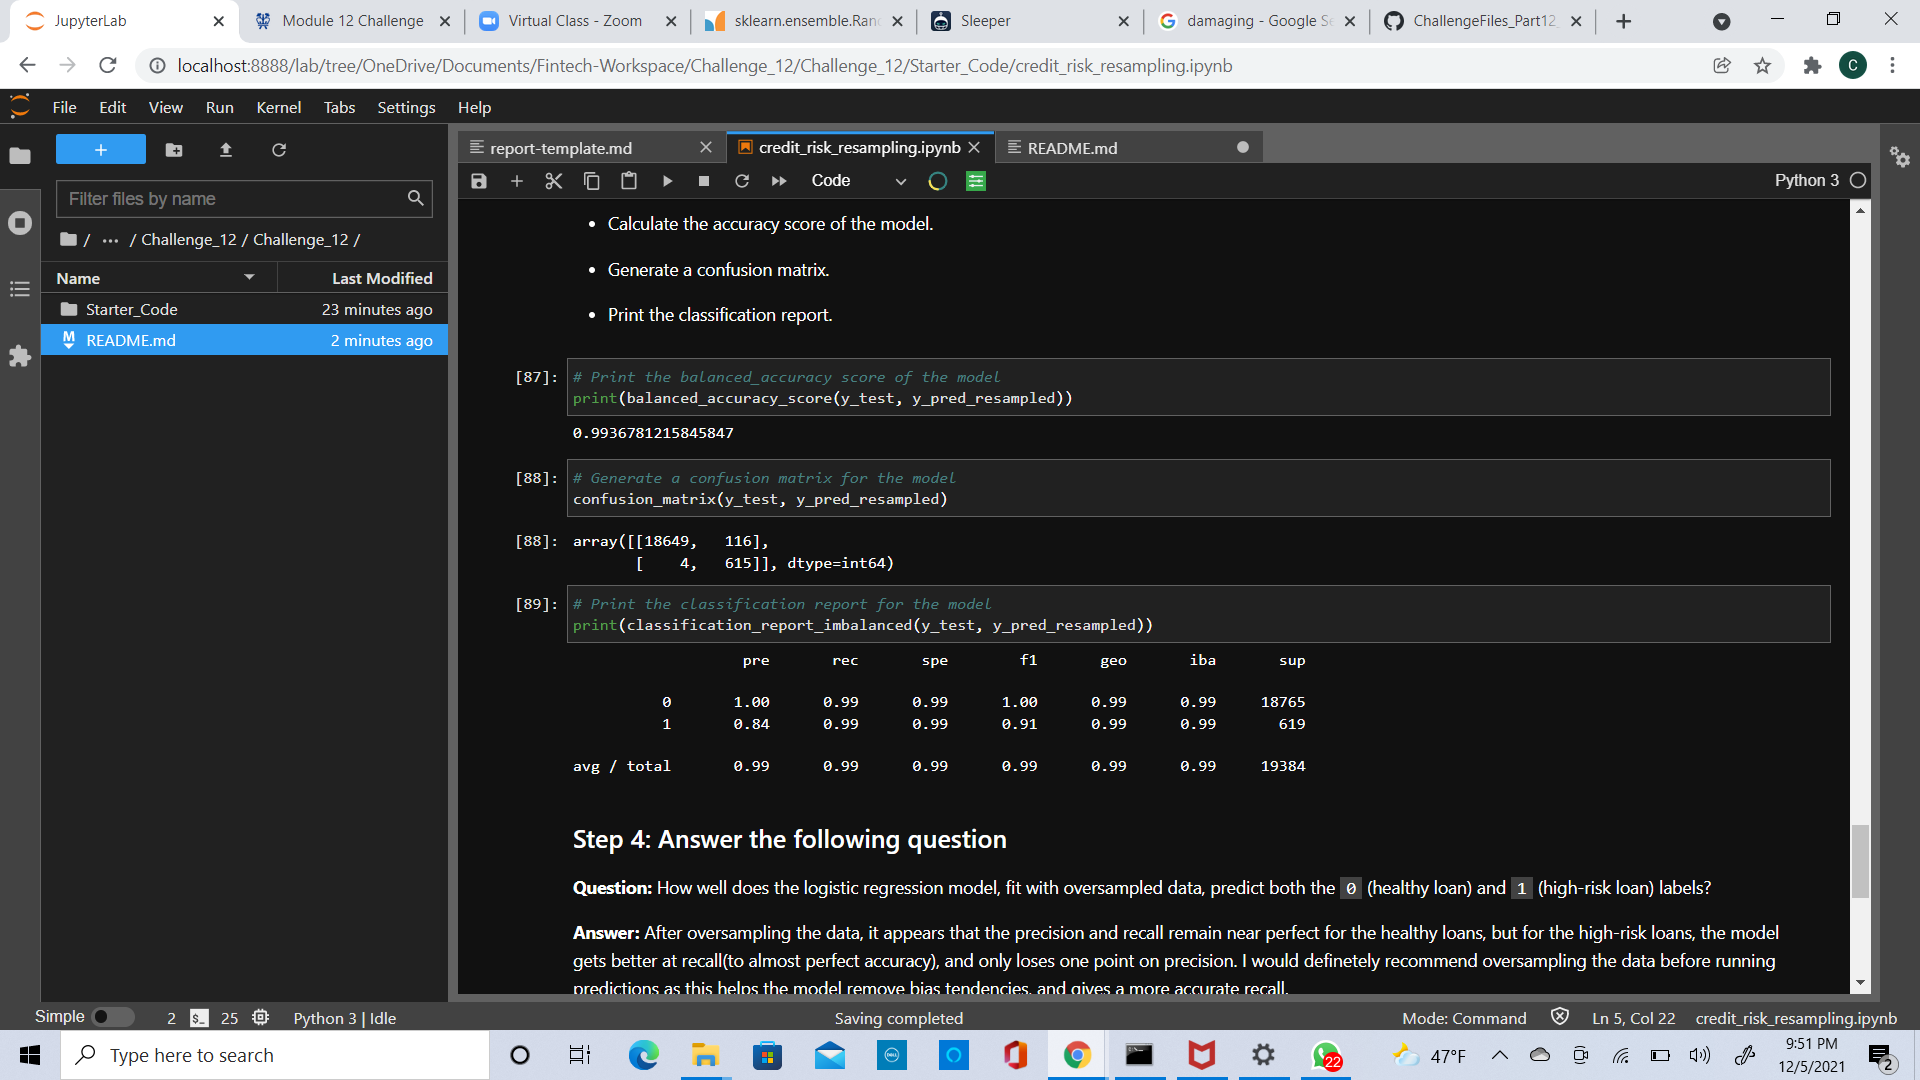 JupyterLab
Module 12 Challenge
Virtual Class - Zoom
sklearn.ensemble.Ran
Sleeper
damaging - Google Se
ChallengeFiles_Part12_
localhost:8888/lab/tree/OneDrive/Documents/Fintech-Workspace/Challenge_12/Challenge_12/Starter_Code/credit_risk_resampling.ipynb
C
File Edit View Run Kernel Tabs Settings Help
report-template.md
credit_risk_resampling.ipynb
README.md
Code
Python 3
Filter files by name
/ ··· / Challenge_12 / Challenge_12 /
Name Last Modified
Starter_Code 23 minutes ago
README.md 2 minutes ago
• Calculate the accuracy score of the model.
• Generate a confusion matrix.
• Print the classification report.
[87]: # Print the balanced_accuracy score of the model
print(balanced_accuracy_score(y_test, y_pred_resampled))
0.9936781215845847
[88]: # Generate a confusion matrix for the model
confusion_matrix(y_test, y_pred_resampled)
[88]: array([[18649, 116],
[ 4, 615]], dtype=int64)
[89]: # Print the classification report for the model
print(classification_report_imbalanced(y_test, y_pred_resampled))
pre rec spe f1 geo iba sup
0 1.00 0.99 0.99 1.00 0.99 0.99 18765
1 0.84 0.99 0.99 0.91 0.99 0.99 619
avg / total 0.99 0.99 0.99 0.99 0.99 0.99 19384
Step 4: Answer the following question
Question: How well does the logistic regression model, fit with oversampled data, predict both the 0 (healthy loan) and 1 (high-risk loan) labels?
Answer: After oversampling the data, it appears that the precision and recall remain near perfect for the healthy loans, but for the high-risk loans, the model
gets better at recall(to almost perfect accuracy), and only loses one point on precision. I would definetely recommend oversampling the data before running
predictions as this helps the model remove bias tendencies, and gives a more accurate recall.
Simple 2 $_ 25 Python 3 | Idle Saving completed Mode: Command Ln 5, Col 22 credit_risk_resampling.ipynb
Type here to search
DELL
22
47°F
9:51 PM
12/5/2021
2